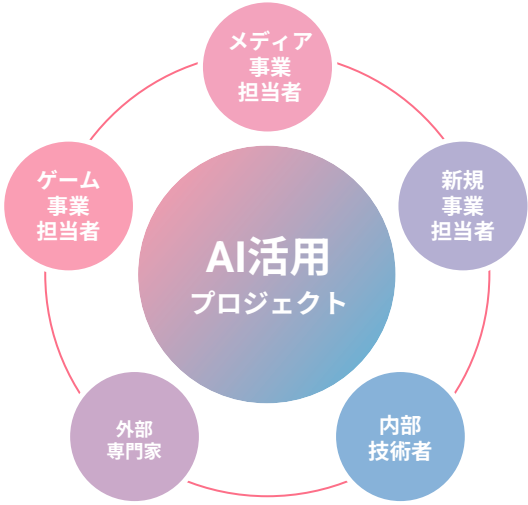 メディア
事業
担当者
ゲーム
事業
担当者
新規
事業
担当者
AI活用
プロジェクト
外部
専門家
内部
技術者